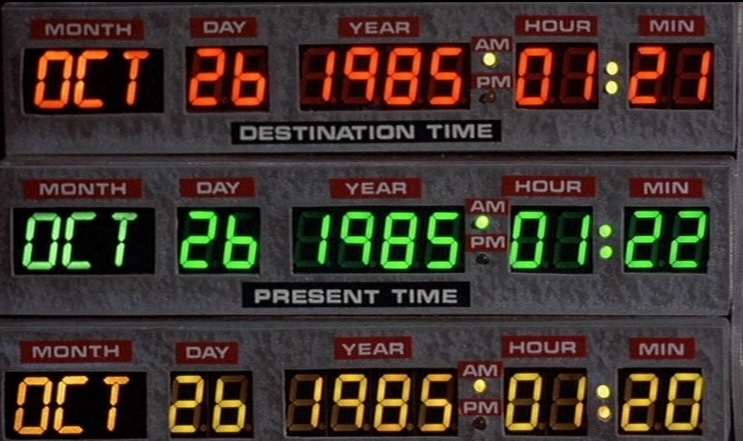 MONTH DAY YEAR HOUR MIN
AM
OCT 26 1985 01:21
PM
DESTINATION TIME
MONTH DAY YEAR HOUR MIN
AM
OCT 26 1985 01:22
PM
PRESENT TIME
MONTH DAY YEAR HOUR MIN
AM
OCT 26 1985 01:20
PM